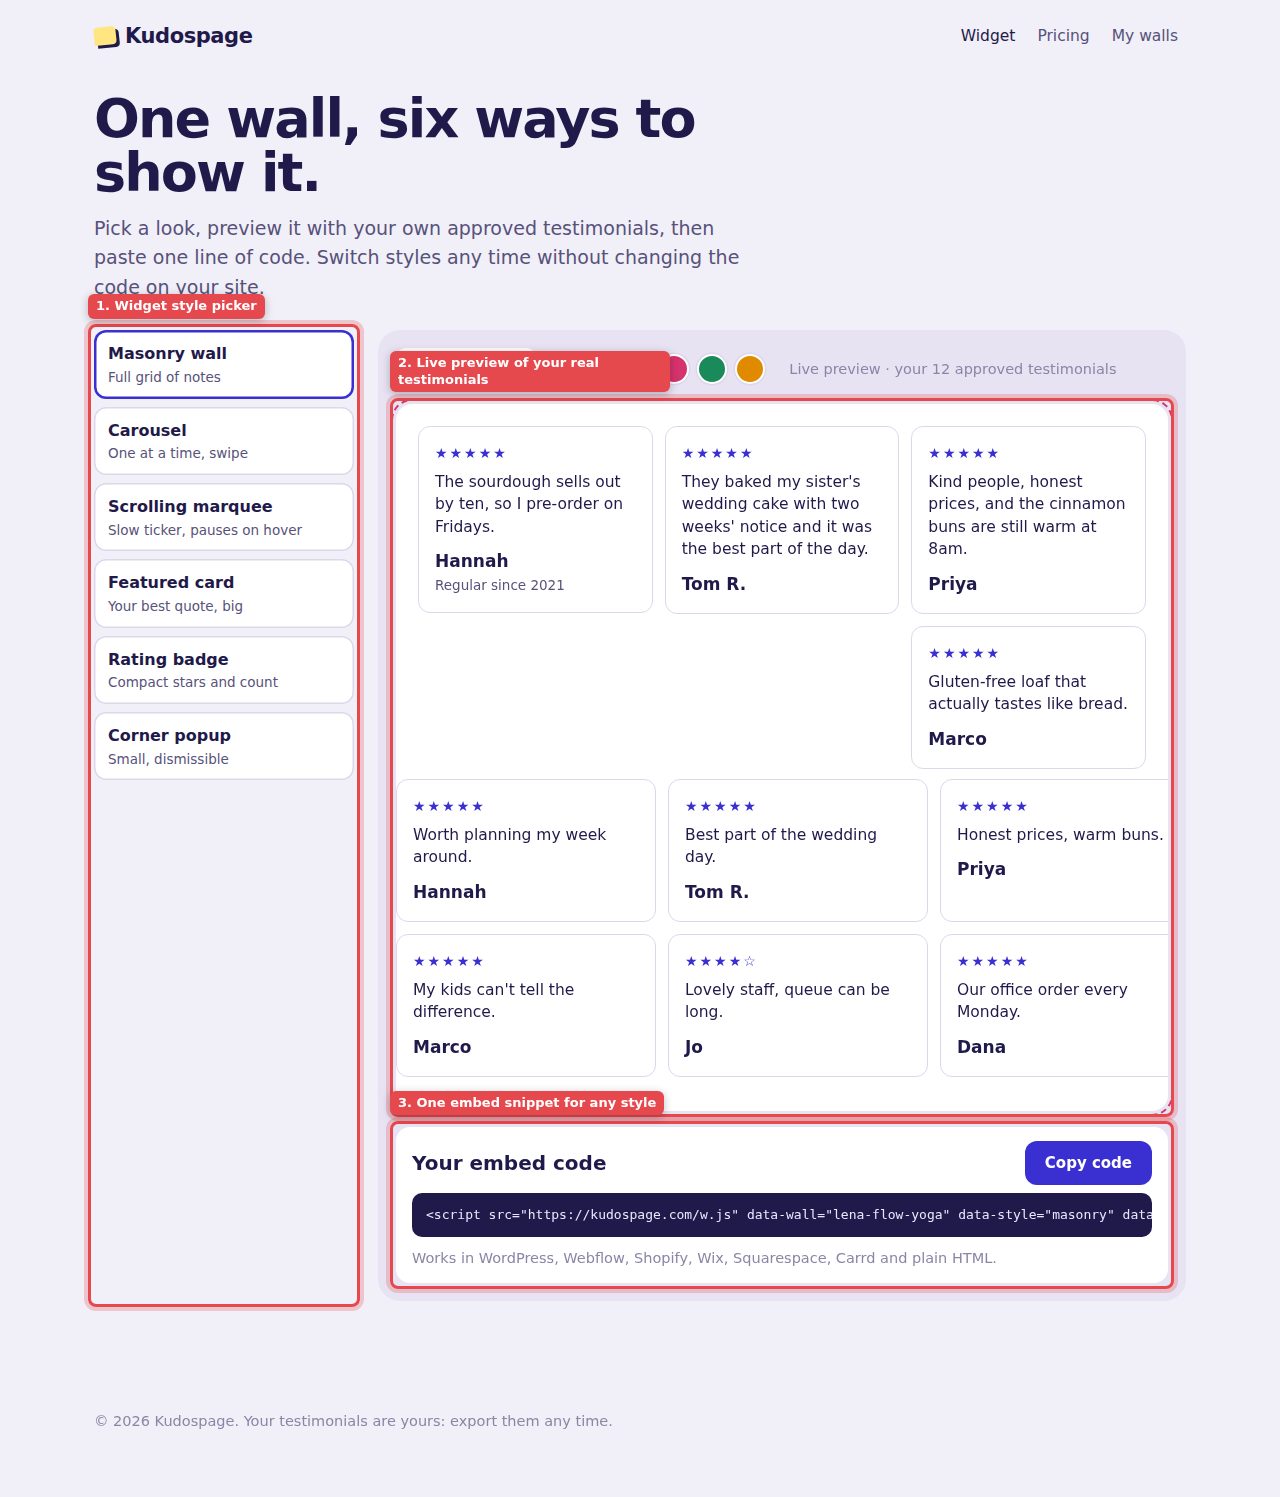 Kudospage
Widget Pricing My walls
One wall, six ways to
show it.
Pick a look, preview it with your own approved testimonials, then
paste one line of code. Switch styles any time without changing the
code on your site.
1. Widget style picker
Masonry wall
Full grid of notes
Carousel
One at a time, swipe
Scrolling marquee
Slow ticker, pauses on hover
Featured card
Your best quote, big
Rating badge
Compact stars and count
Corner popup
Small, dismissible
2. Live preview of your real
testimonials
Live preview · your 12 approved testimonials
★★★★★
The sourdough sells out
by ten, so I pre-order on
Fridays.
Hannah
Regular since 2021
★★★★★
They baked my sister's
wedding cake with two
weeks' notice and it was
the best part of the day.
Tom R.
★★★★★
Kind people, honest
prices, and the cinnamon
buns are still warm at
8am.
Priya
★★★★★
Gluten-free loaf that
actually tastes like bread.
Marco
★★★★★
Worth planning my week
around.
Hannah
★★★★★
Best part of the wedding
day.
Tom R.
★★★★★
Honest prices, warm buns.
Priya
★★★★★
My kids can't tell the
difference.
Marco
★★★★☆
Lovely staff, queue can be
long.
Jo
★★★★★
Our office order every
Monday.
Dana
3. One embed snippet for any style
Your embed code
Copy code
<script src="https://kudospage.com/w.js" data-wall="lena-flow-yoga" data-style="masonry" data
Works in WordPress, Webflow, Shopify, Wix, Squarespace, Carrd and plain HTML.
© 2026 Kudospage. Your testimonials are yours: export them any time.